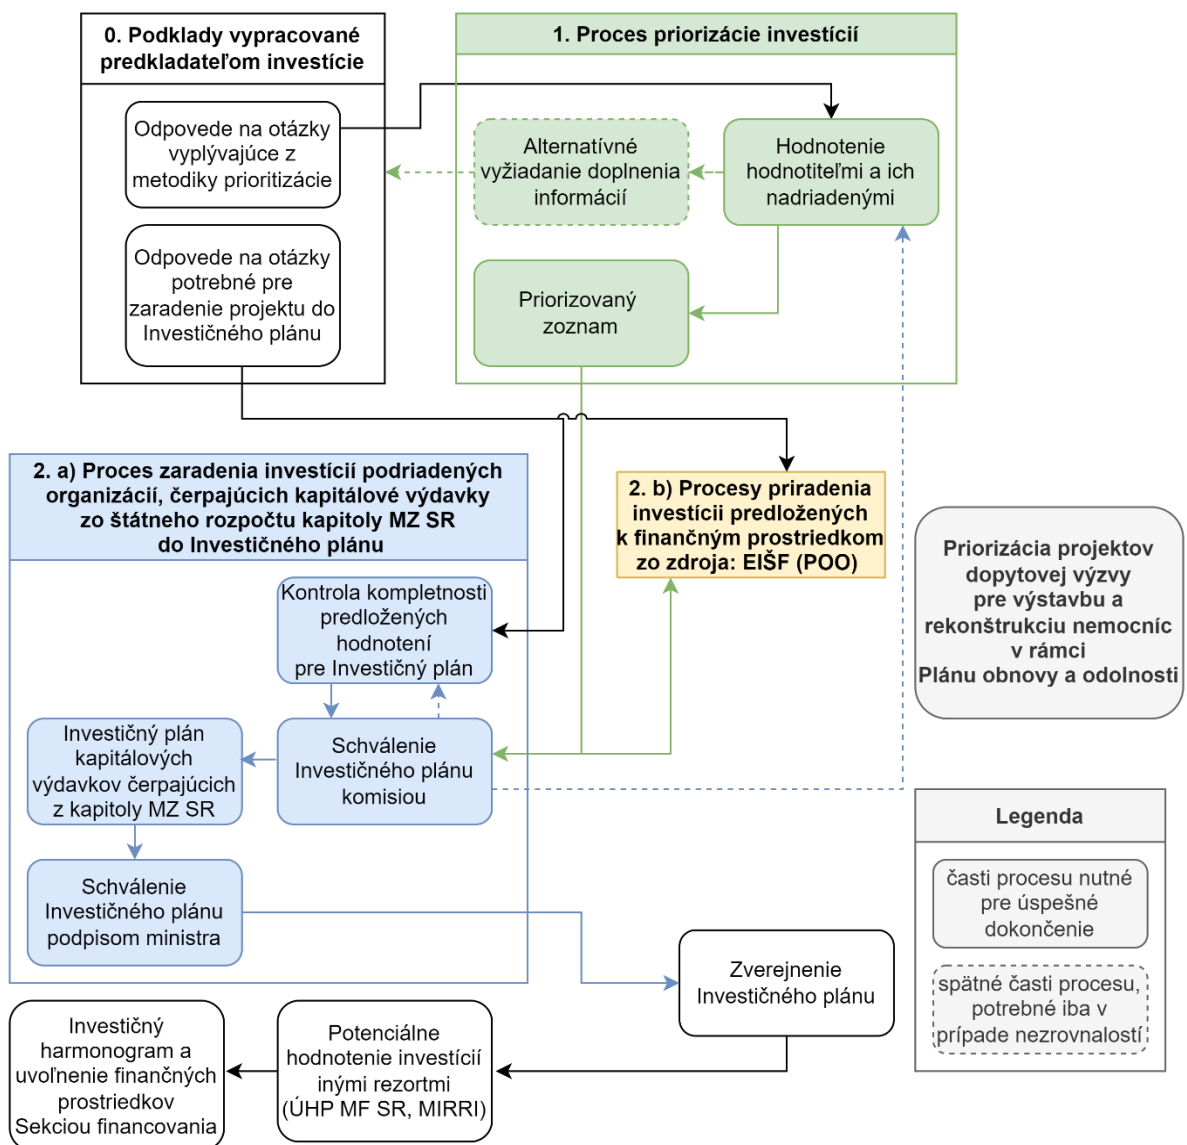 0. Podklady vypracované
predkladateľom investície
Odpovede na otázky
vyplývajúce z
metodiky prioritizácie
Odpovede na otázky
potrebné pre
zaradenie projektu do
Investičného plánu
1. Proces priorizácie investícií
Alternatívné
vyžiadanie doplnenia
informácií
Hodnotenie
hodnotiteľmi a ich
nadriadenými
Priorizovaný
zoznam
2. a) Proces zaradenia investícií podriadených
organizácií, čerpajúcich kapitálové výdavky
zo štátneho rozpočtu kapitoly MZ SR
do Investičného plánu
Kontrola kompletnosti
predložených
hodnotení
pre Investičný plán
Investičný plán
kapitálových
výdavkov čerpajúcich
z kapitoly MZ SR
Schválenie
Investičného plánu
komisiou
Schválenie
Investičného plánu
podpisom ministra
2. b) Procesy priradenia
investícii predložených
k finančným prostriedkom
zo zdroja: EIŠF (POO)
Priorizácia projektov
dopytovej výzvy
pre výstavbu a
rekonštrukciu nemocníc
v rámci
Plánu obnovy a odolnosti
Legenda
časti procesu nutné
pre úspešné
dokončenie
spätné časti procesu,
potrebné iba v
prípade nezrovnalostí
Zverejnenie
Investičného plánu
Potenciálne
hodnotenie investícií
inými rezortmi
(ÚHP MF SR, MIRRI)
Investičný
harmonogram a
uvoľnenie finančných
prostriedkov
Sekciou financovania